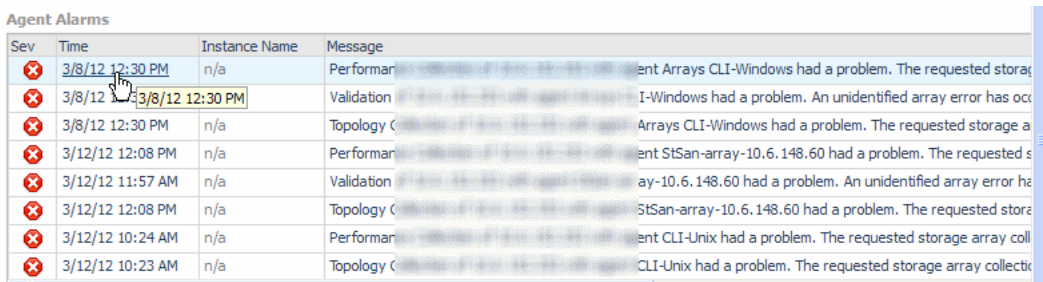 Agent Alarms
Sev Time Instance Name Message
3/8/12 12:30 PM n/a Performan ent Arrays CLI-Windows had a problem. The requested storag
3/8/12 3/8/12 12:30 PM Validation I-Windows had a problem. An unidentified array error has occ
3/8/12 12:30 PM n/a Topology Arrays CLI-Windows had a problem. The requested storage a
3/12/12 12:08 PM n/a Performan ent StSan-array-10.6.148.60 had a problem. The requested s
3/12/12 11:57 AM n/a Validation ay-10.6.148.60 had a problem. An unidentified array error ha
3/12/12 12:08 PM n/a Topology StSan-array-10.6.148.60 had a problem. The requested stora
3/12/12 10:24 AM n/a Performan ent CLI-Unix had a problem. The requested storage array coll
3/12/12 10:23 AM n/a Topology CLI-Unix had a problem. The requested storage array collectio